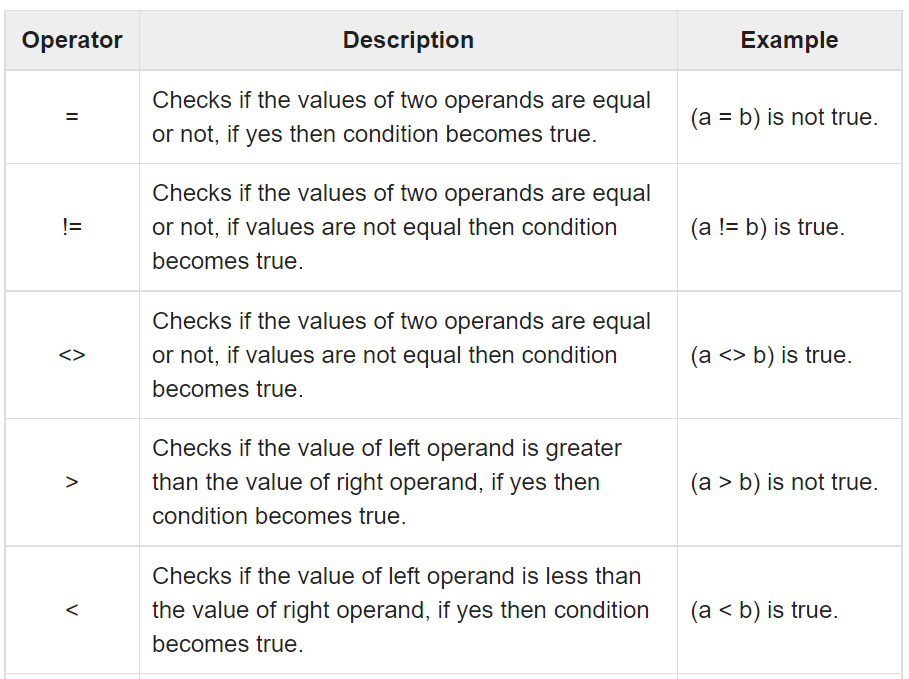 Operator Description Example
Checks if the values of two operands are equal
= (a = b) is not true.
or not, if yes then condition becomes true.
Checks if the values of two operands are equal
!= or not, if values are not equal then condition (a != b) is true.
becomes true.
Checks if the values of two operands are equal
<> or not, if values are not equal then condition (a <> b) is true.
becomes true.
Checks if the value of left operand is greater
> than the value of right operand, if yes then (a > b) is not true.
condition becomes true.
Checks if the value of left operand is less than
< the value of right operand, if yes then condition (a < b) is true.
becomes true.